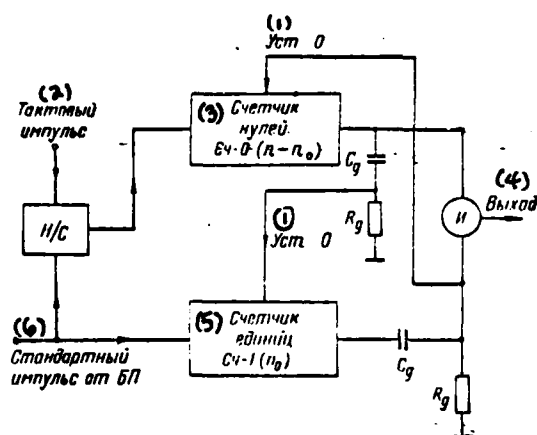 (1)
Уст 0
(2)
Тактовый
импульс
(3) Счетчик
нулей
Сч-0-(n-n₀)
Cg
(4)
Выход
(1)
Уст 0
Rg
И
Н/С
(6)
Стандартный
импульс от БП
(5) Счетчик
единиц
Сч-1(n₀)
Cg
Rg